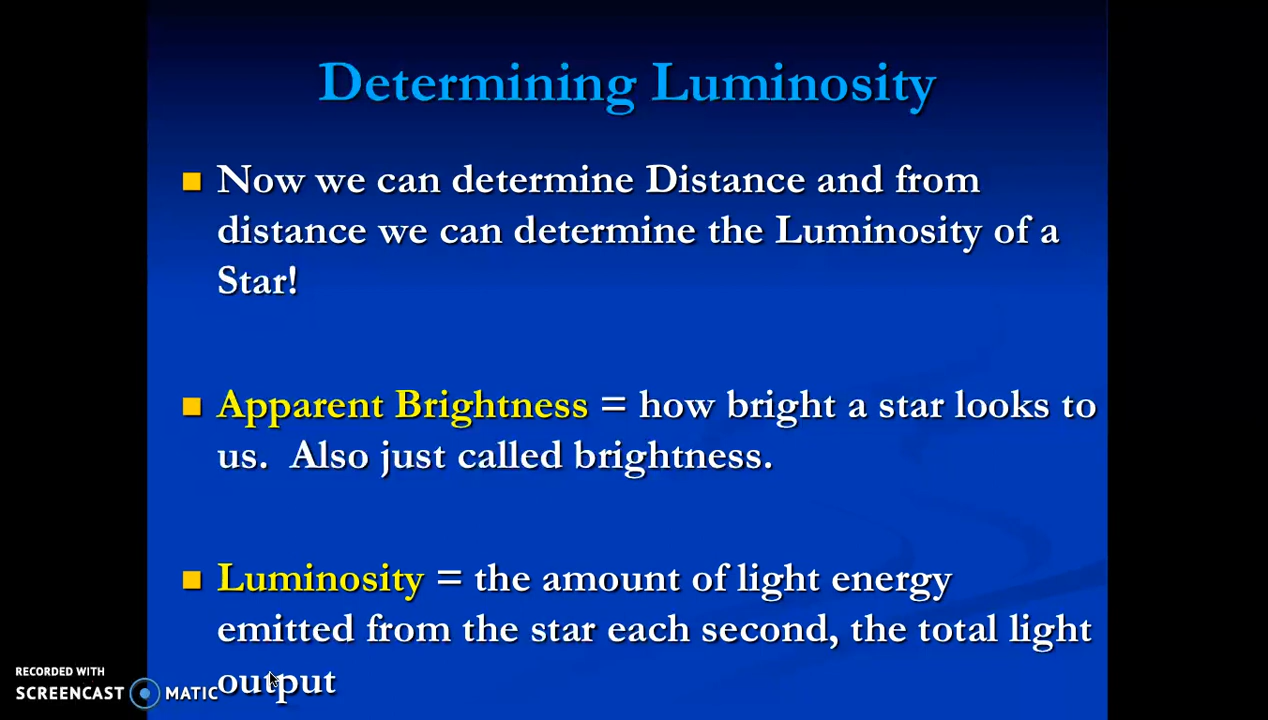 Determining Luminosity
Now we can determine Distance and from
distance we can determine the Luminosity of a
Star!
Apparent Brightness = how bright a star looks to
us. Also just called brightness.
Luminosity = the amount of light energy
emitted from the star each second, the total light
output
RECORDED WITH
SCREENCAST MATIC